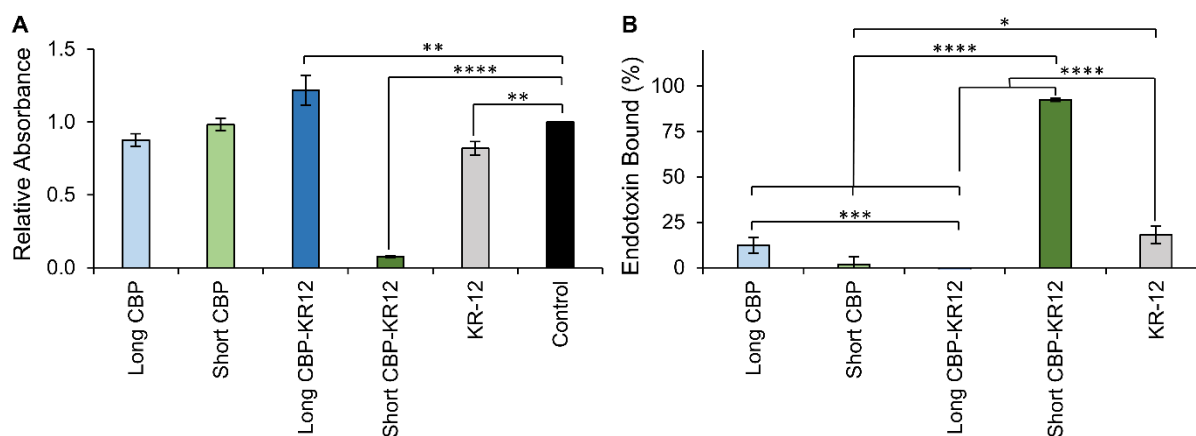 A
Relative Absorbance
1.5
1.0
0.5
0.0
**
****
**
Long CBP
Short CBP
Long CBP-KR12
Short CBP-KR12
KR-12
Control
B
Endotoxin Bound (%)
100
75
50
25
0
*
****
****
***
Long CBP
Short CBP
Long CBP-KR12
Short CBP-KR12
KR-12